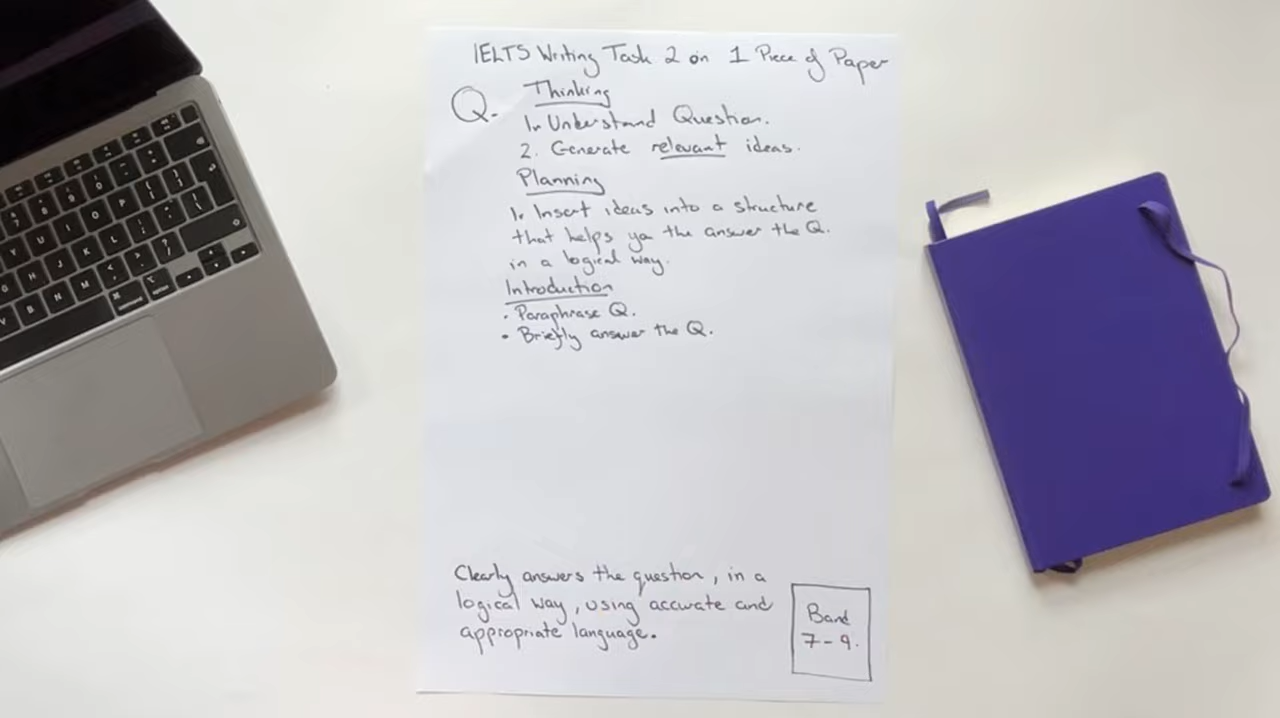 IELTS Writing Task 2 on 1 Piece of Paper
Q.
Thinking
1. Understand Question.
2. Generate relevant ideas.
Planning
1. Insert ideas into a structure
that helps you the answer the Q.
in a logical way.
Introduction
• Paraphrase Q.
• Briefly answer the Q.
Clearly answers the question, in a
logical way, using accurate and
appropriate language.
Band
7-9.